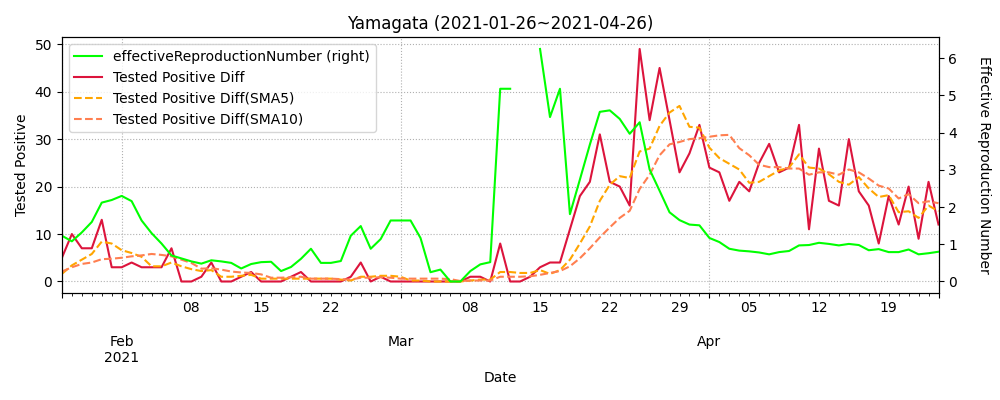 Yamagata (2021-01-26~2021-04-26)
effectiveReproductionNumber (right)
Tested Positive Diff
Tested Positive Diff(SMA5)
Tested Positive Diff(SMA10)
Tested Positive
50
40
30
20
10
0
6
5
4
3
2
1
0
Effective Reproduction Number
08 15 22 08 15 22 29 05 12 19
Feb Mar Apr
2021
Date